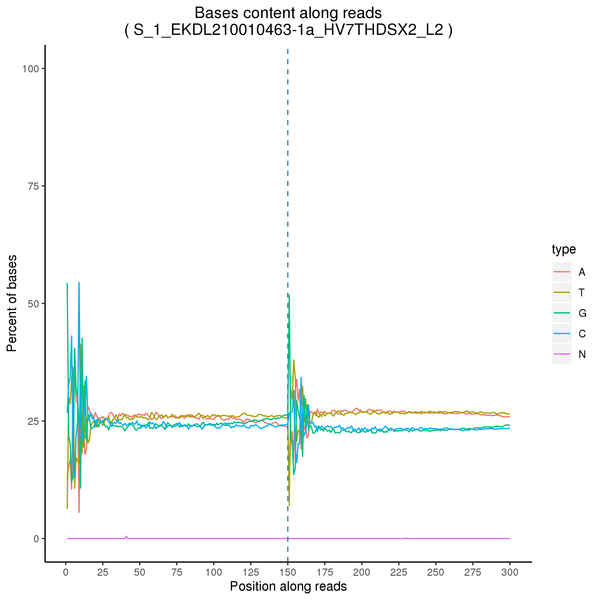 Bases content along reads
( S_1_EKDL210010463-1a_HV7THDSX2_L2 )
100
75
50
25
0
Percent of bases
0 25 50 75 100 125 150 175 200 225 250 275 300
Position along reads
type
A
T
G
C
N